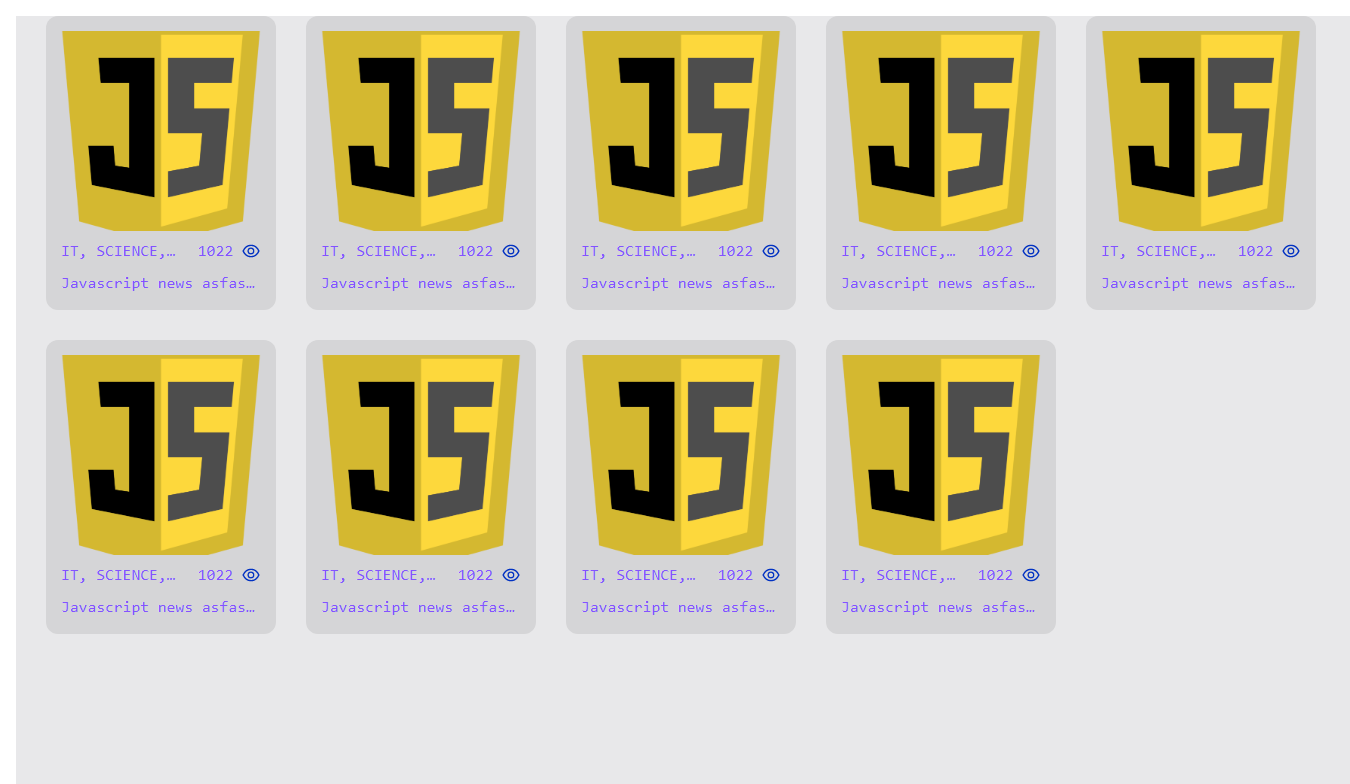 JS JS JS JS JS
IT, SCIENCE,… 1022 IT, SCIENCE,… 1022 IT, SCIENCE,… 1022 IT, SCIENCE,… 1022 IT, SCIENCE,… 1022
Javascript news asfas… Javascript news asfas… Javascript news asfas… Javascript news asfas… Javascript news asfas…
JS JS JS JS
IT, SCIENCE,… 1022 IT, SCIENCE,… 1022 IT, SCIENCE,… 1022 IT, SCIENCE,… 1022
Javascript news asfas… Javascript news asfas… Javascript news asfas… Javascript news asfas…